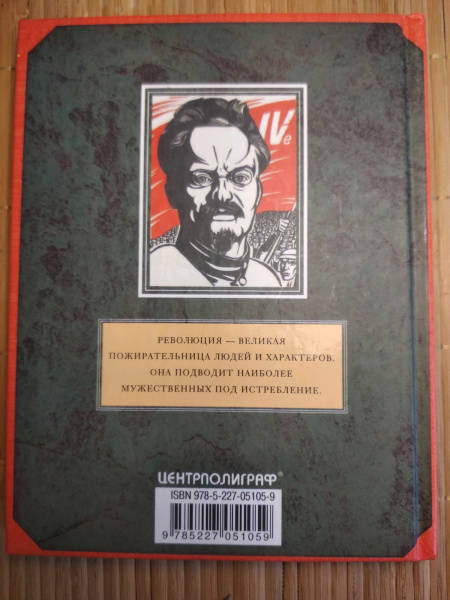 IVe
РЕВОЛЮЦИЯ — ВЕЛИКАЯ
ПОЖИРАТЕЛЬНИЦА ЛЮДЕЙ И ХАРАКТЕРОВ.
ОНА ПОДВОДИТ НАИБОЛЕЕ
МУЖЕСТВЕННЫХ ПОД ИСТРЕБЛЕНИЕ.
ЦЕНТРПОЛИГРАФ®
ISBN 978-5-227-05105-9
9 785227 051059